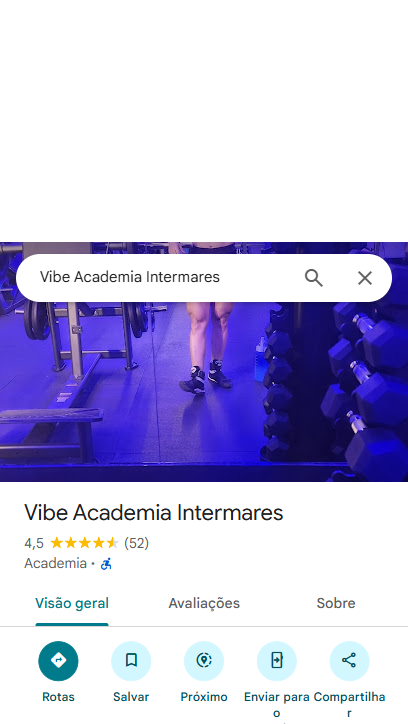 Vibe Academia Intermares
Vibe Academia Intermares
4,5 (52)
Academia ·
Visão geral Avaliações Sobre
Rotas Salvar Próximo Enviar para Compartilha
o r